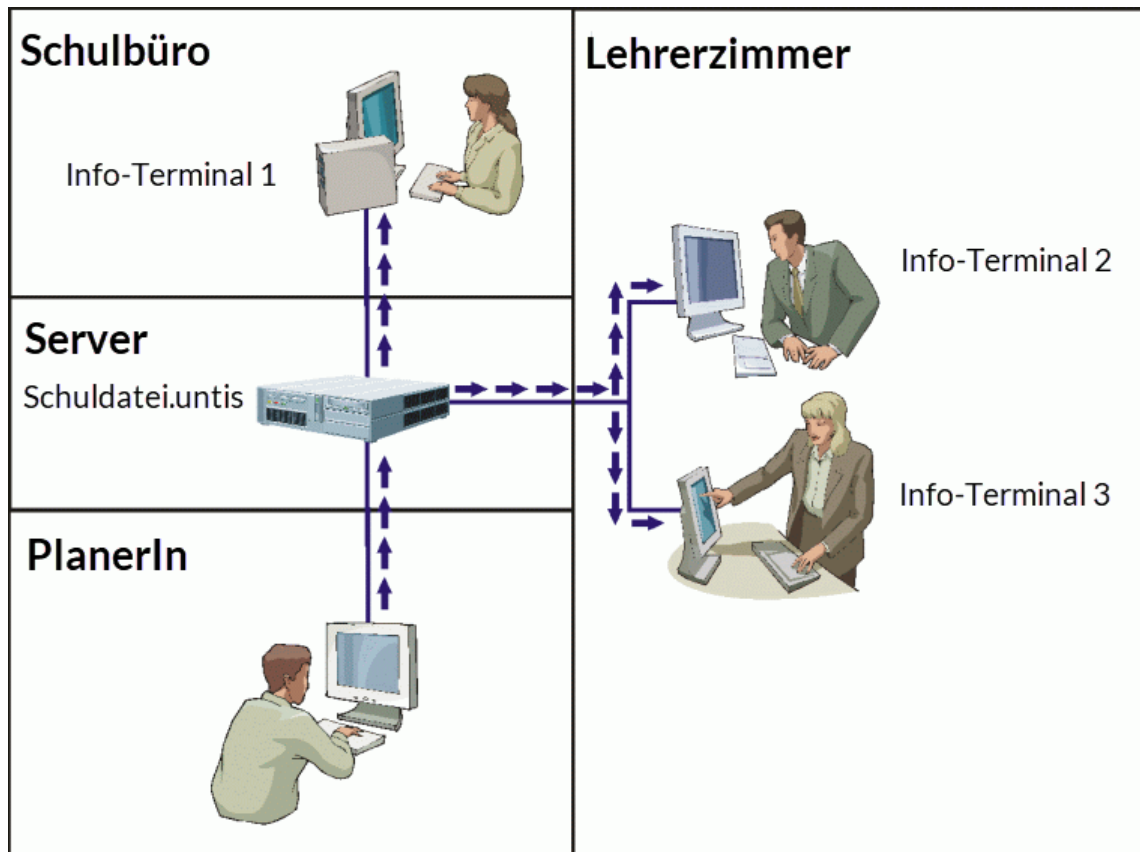 Schulbüro
Info-Terminal 1
Server
Schuldatei.untis
PlanerIn
Lehrerzimmer
Info-Terminal 2
Info-Terminal 3